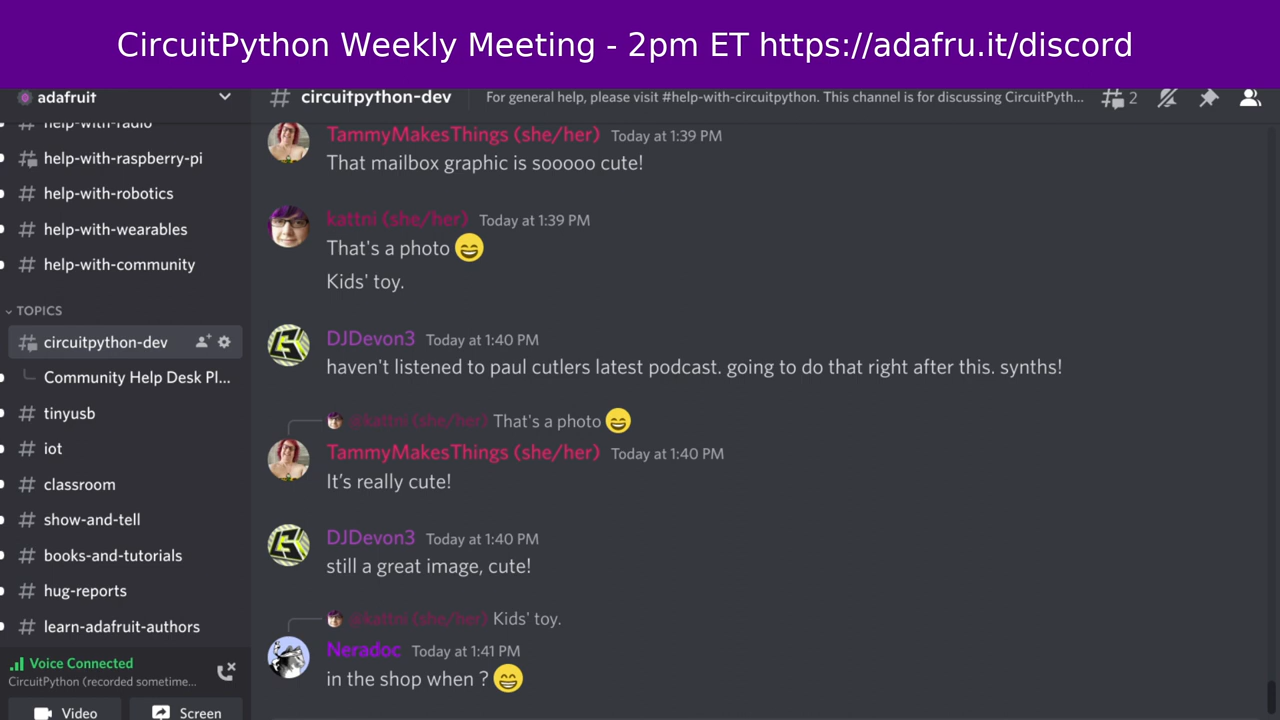 CircuitPython Weekly Meeting - 2pm ET https://adafru.it/discord
adafruit
# circuitpython-dev
For general help, please visit #help-with-circuitpython. This channel is for discussing CircuitPyth...
2
help-with-radio
help-with-raspberry-pi
help-with-robotics
help-with-wearables
help-with-community
TOPICS
circuitpython-dev
Community Help Desk Pl...
tinyusb
iot
classroom
show-and-tell
books-and-tutorials
hug-reports
learn-adafruit-authors
Voice Connected
CircuitPython (recorded sometime...
Video
Screen
TammyMakesThings (she/her) Today at 1:39 PM
That mailbox graphic is sooooo cute!
kattni (she/her) Today at 1:39 PM
That's a photo 😄
Kids' toy.
DJDevon3 Today at 1:40 PM
haven't listened to paul cutlers latest podcast. going to do that right after this. synths!
@kattni (she/her) That's a photo 😄
TammyMakesThings (she/her) Today at 1:40 PM
It’s really cute!
DJDevon3 Today at 1:40 PM
still a great image, cute!
@kattni (she/her) Kids' toy.
Neradoc Today at 1:41 PM
in the shop when ? 😄